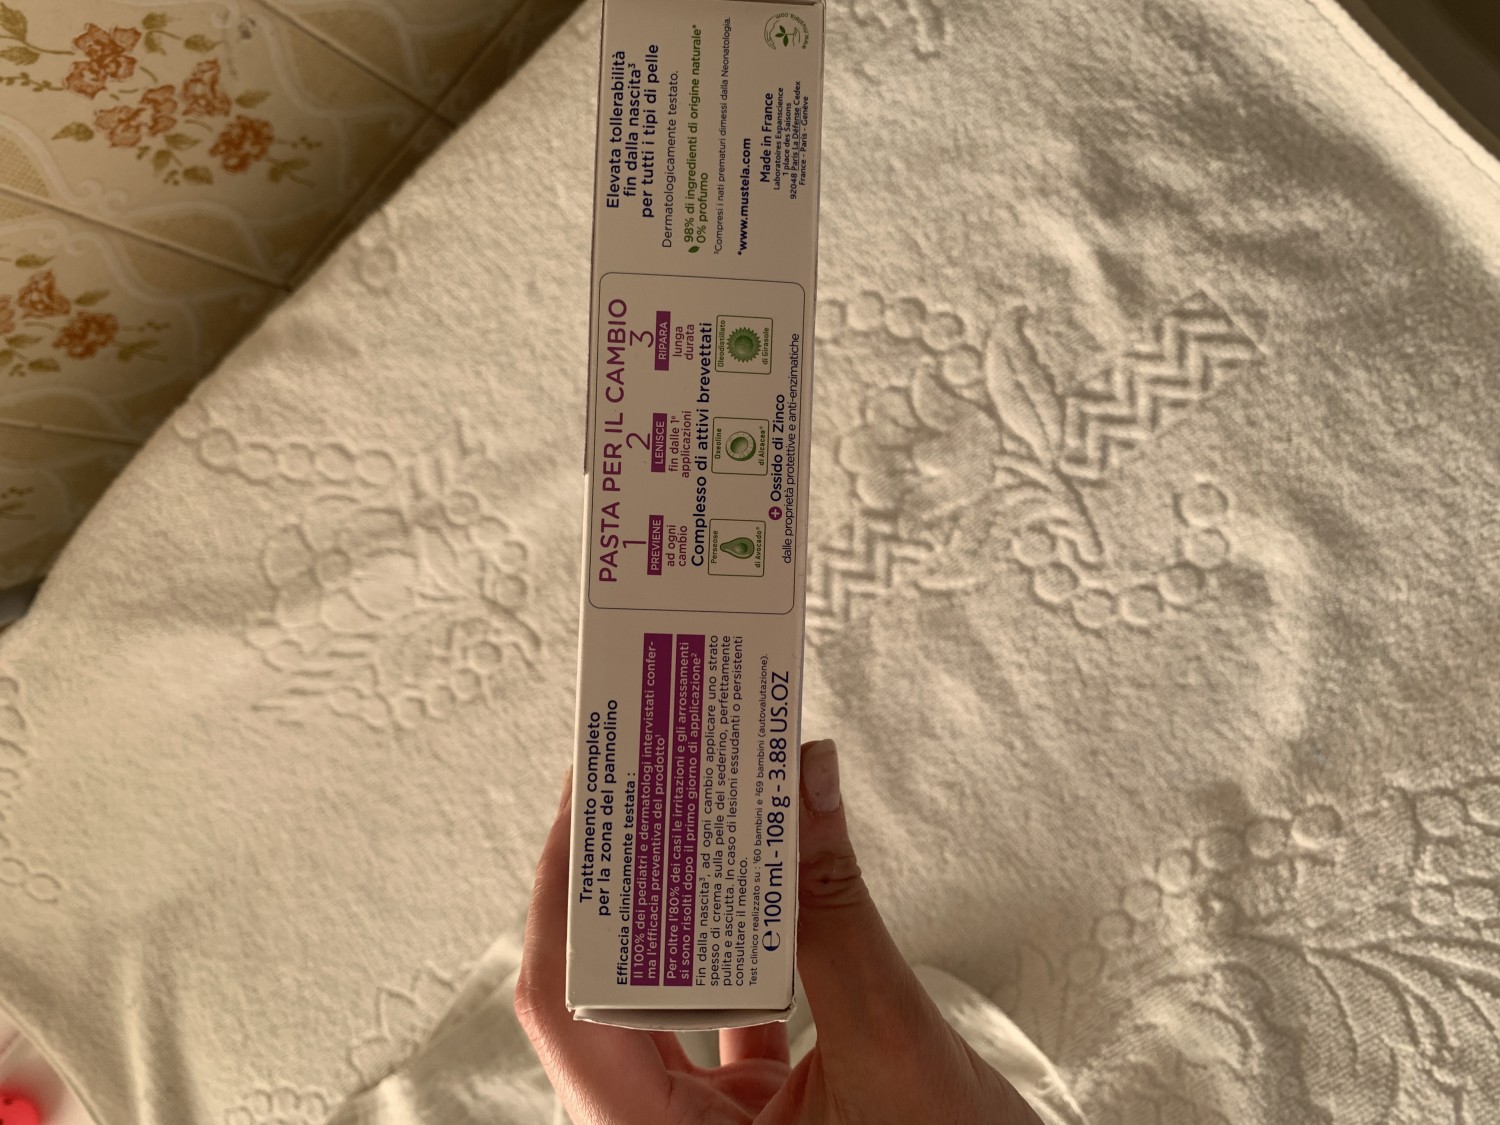 Trattamento completo
per la zona del pannolino
Efficacia clinicamente testata :
Il 100% dei pediatri e dermatologi intervistati confer-
ma l'efficacia preventiva del prodotto¹
Per oltre l'80% dei casi le irritazioni e gli arrossamenti
si sono risolti dopo il primo giorno di applicazione²
Fin dalla nascita³, ad ogni cambio applicare uno strato
spesso di crema sulla pelle del sederino, perfettamente
pulita e asciutta. In caso di lesioni essudanti o persistenti
consultare il medico.
Test clinico realizzato su : ¹60 bambini e ²69 bambini (autovalutazione).
℮ 100 ml - 108 g - 3.88 US.OZ
PASTA PER IL CAMBIO
1
PREVIENE
ad ogni
cambio
2
LENISCE
fin dalle 1ᵉ
applicazioni
3
RIPARA
lunga
durata
Complesso di attivi brevettati
Perseose
di Avocado®
Oxeoline
di Alcacea®
Oleodistillato
di Girasole
+ Ossido di Zinco
dalle proprietà protettive e anti-enzimatiche
Elevata tollerabilità
fin dalla nascita³
per tutti i tipi di pelle
Dermatologicamente testato.
98% di ingredienti di origine naturale*
0% profumo
³Compresi i nati prematuri dimessi dalla Neonatologia.
*www.mustela.com
Made in France
Laboratoires Expanscience
1 place des Saisons
92048 Paris La Défense Cedex
France - Paris - Genève